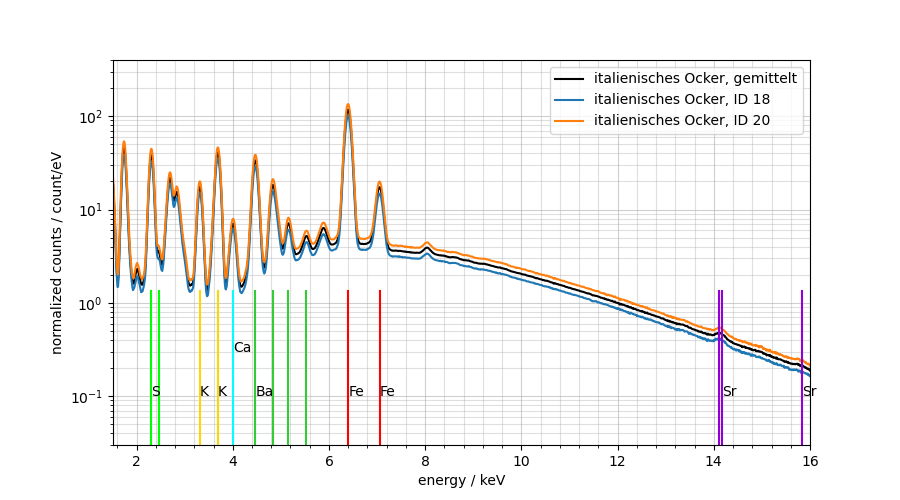 italienisches Ocker, gemittelt
italienisches Ocker, ID 18
italienisches Ocker, ID 20
normalized counts / count/eV
10²
10¹
10⁰
10⁻¹
Ca
S K K Ba Fe Fe Sr Sr
2 4 6 8 10 12 14 16
energy / keV